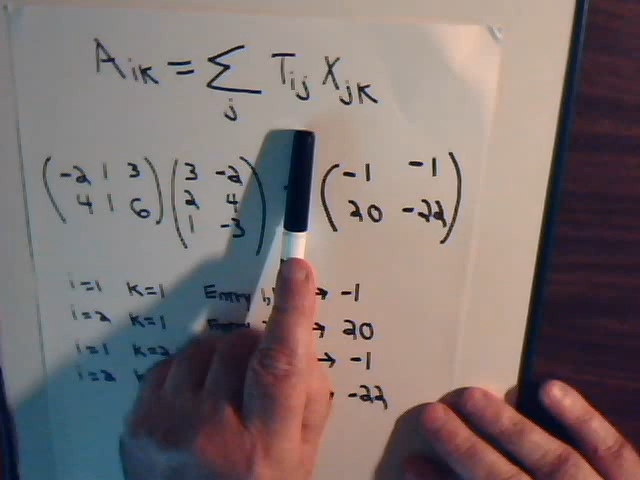 A_ik = Σ_j T_ij X_jk
(-2 1 3) (3 -2) (-1 -1)
(4 1 6) (2 4) (20 -22)
(1 -3)
i=1 K=1 Entry → -1
i=2 K=1 → 20
i=1 K=2 → -1
i=2 → -22